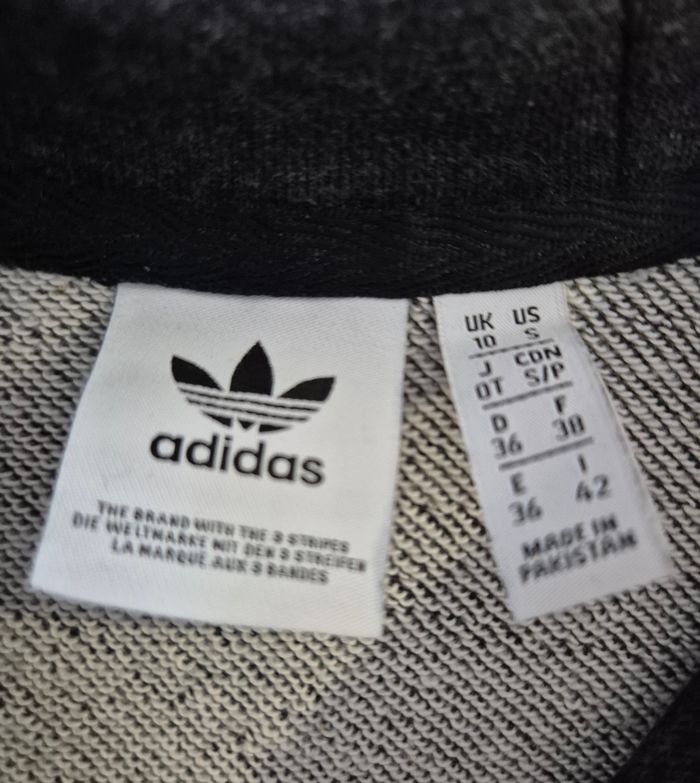 adidas
THE BRAND WITH THE 3 STRIPES
DIE WELTMARKE MIT DEN 3 STREIFEN
LA MARQUE AUX 3 BANDES
UK US
10 S
J CDN
OT S/P
D F
36 38
E I
36 42
MADE IN
PAKISTAN